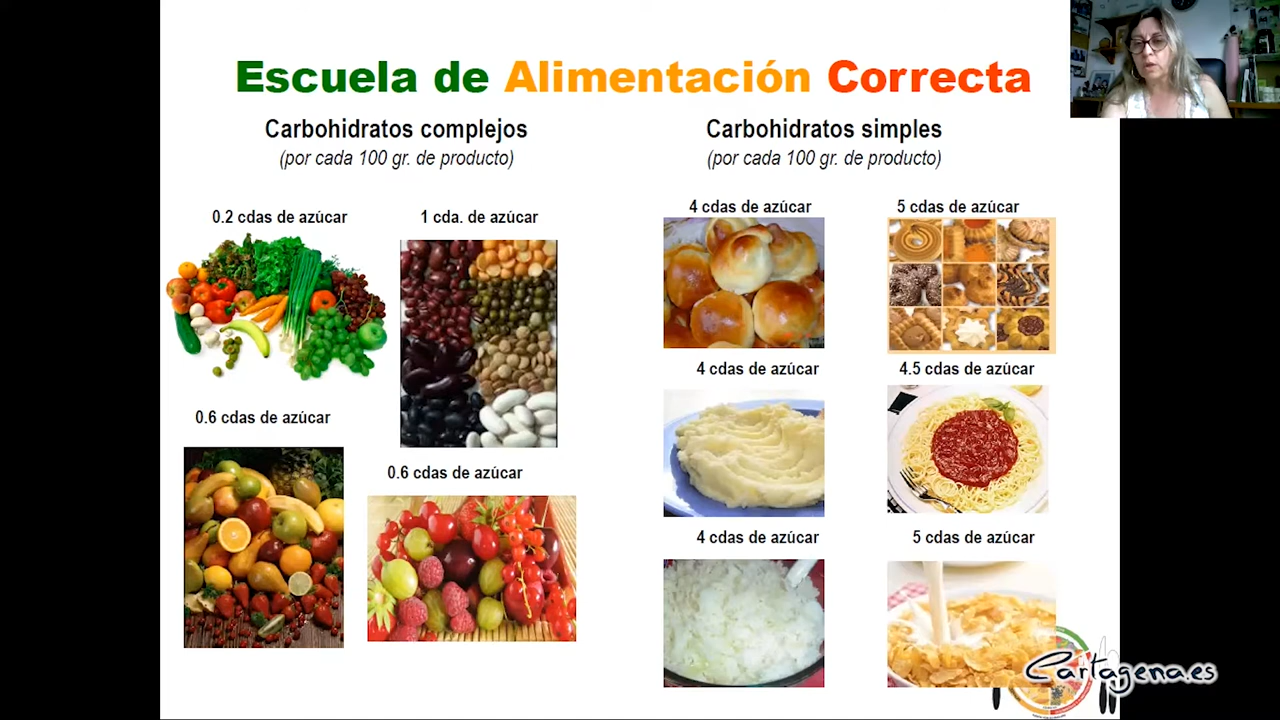 Escuela de Alimentación Correcta
Carbohidratos complejos
(por cada 100 gr. de producto)
0.2 cdas de azúcar
1 cda. de azúcar
0.6 cdas de azúcar
0.6 cdas de azúcar
Carbohidratos simples
(por cada 100 gr. de producto)
4 cdas de azúcar
5 cdas de azúcar
4 cdas de azúcar
4.5 cdas de azúcar
4 cdas de azúcar
5 cdas de azúcar
Cartagena.es